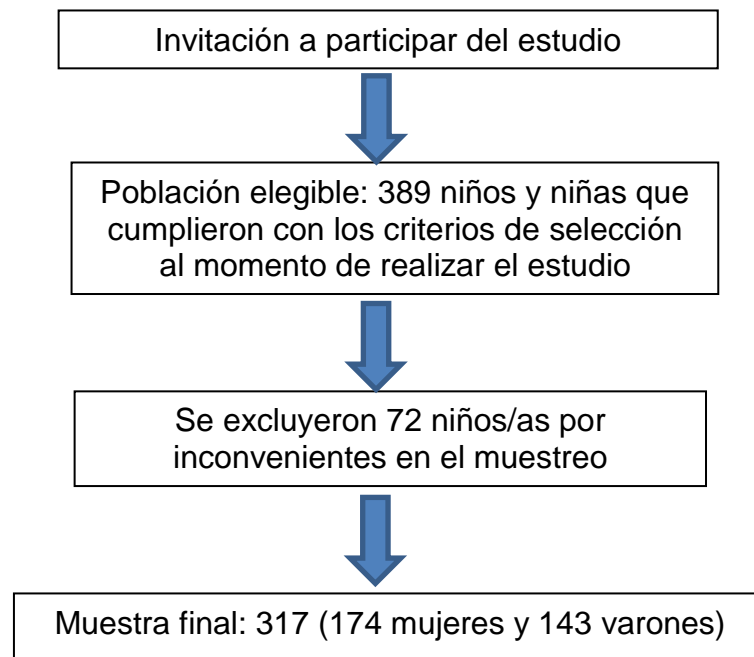 Invitación a participar del estudio
Población elegible: 389 niños y niñas que
cumplieron con los criterios de selección
al momento de realizar el estudio
Se excluyeron 72 niños/as por
inconvenientes en el muestreo
Muestra final: 317 (174 mujeres y 143 varones)